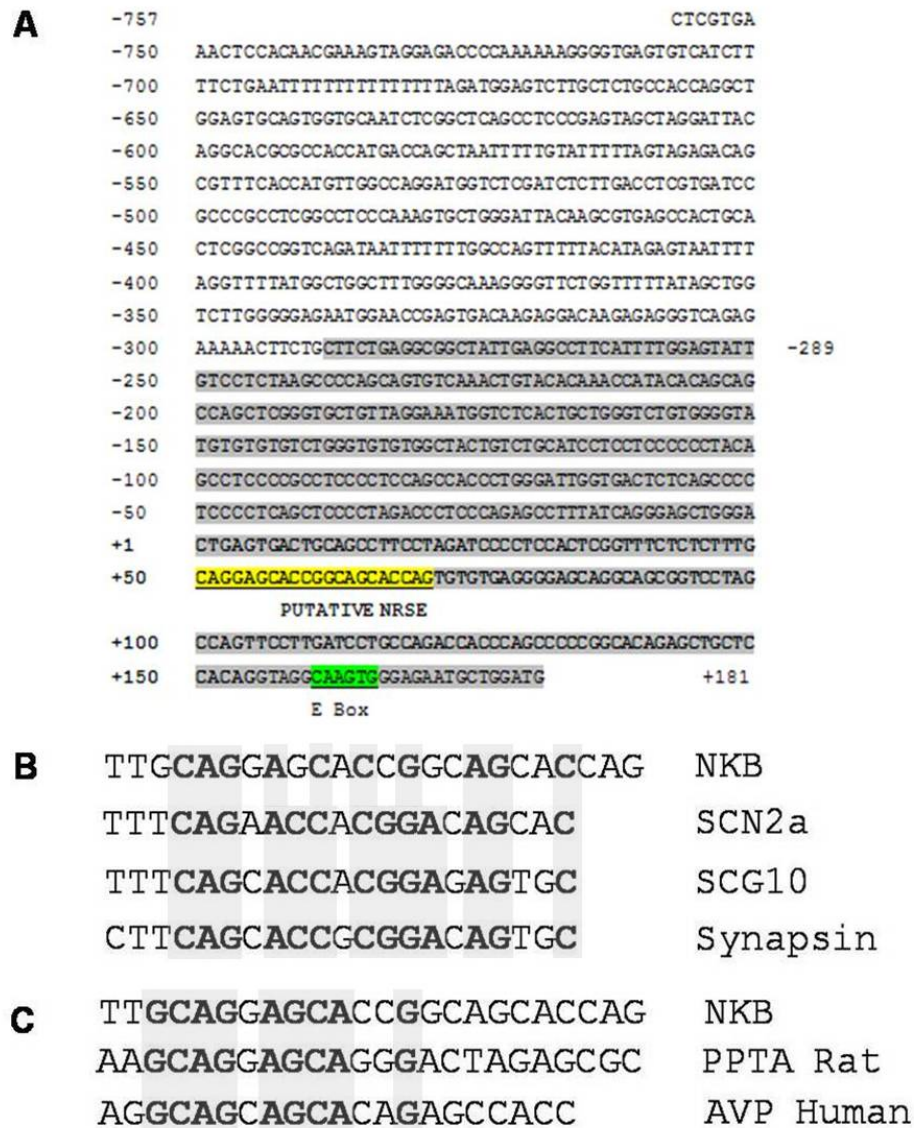 A
-757 CTCGTGA
-750 AACTCCACAACGAAAGTAGGAGACCCCAAAAAAGGGGTGAGTGTCATCTT
-700 TTCTGAATTTTTTTTTTTTTTTTAGATGGAGTCTTGCTCTGCCACCAGGCT
-650 GGAGTGCAGTGGTGCAATCTCGGCTCAGCCTCCCGAGTAGCTAGGATTAC
-600 AGGCACGCGCCACCATGACCAGCTAATTTTTGTATTTTTAGTAGAGACAG
-550 CGTTTCACCATGTTGGCCAGGATGGTCTCGATCTCTTGACCTCGTGATCC
-500 GCCCGCCTCGGCCTCCCAAAGTGCTGGGATTACAAGCGTGAGCCACTGCA
-450 CTCGGCCGGTCAGATAATTTTTTTGGCCAGTTTTTACATAGAGTAATTTT
-400 AGGTTTTATGGCTGGCTTTGGGGCAAAGGGGTTCTGGTTTTTATAGCTGG
-350 TCTTGGGGGAGAATGGAACCGAGTGACAAGAGGACAAGAGAGGGTCAGAG
-300 AAAAACTTCTGCTTCTGAGGCGGCTATTGAGGCCTTCATTTTGGAGTATT -289
-250 GTCCTCTAAGCCCCAGCAGTGTCAAACTGTACACAAACCATACACAGCAG
-200 CCAGCTCGGGTGCTGTTAGGAAATGGTCTCACTGCTGGGTCTGTGGGGTA
-150 TGTGTGTGTCTGGGTGTGTGGCTACTGTCTGCATCCTCCTCCCCCCTACA
-100 GCCTCCCCGCCTCCCCTCCAGCCACCCTGGGATTGGTGACTCTCAGCCCC
-50 TCCCCTCAGCTCCCCTAGACCCTCCCAGAGCCTTTATCAGGGAGCTGGGA
+1 CTGAGTGACTGCAGCCTTCCTAGATCCCCTCCACTCGGTTTCTCTCTTTG
+50 CAGGAGCACCGGCAGCACCAGTGTGTGAGGGGAGCAGGCAGCGGTCCTAG
PUTATIVE NRSE
+100 CCAGTTCCTTGATCCTGCCAGACCACCCAGCCCCCGGCACAGAGCTGCTC
+150 CACAGGTAGGCAAGTGGGAGAATGCTGGATG +181
E Box
B
TTGCAGGAGCACCGGCAGCACCAG NKB
TTTCAGAACCACGGACAGCAC SCN2a
TTTCAGCACCACGGAGAGTGC SCG10
CTTCAGCACCGCGGACAGTGC Synapsin
C
TTGCAGGAGCACCGGCAGCACCAG NKB
AAGCAGGAGCAGGGACTAGAGCGC PPTA Rat
AGGCAGCAGCACAGAGCCACC AVP Human